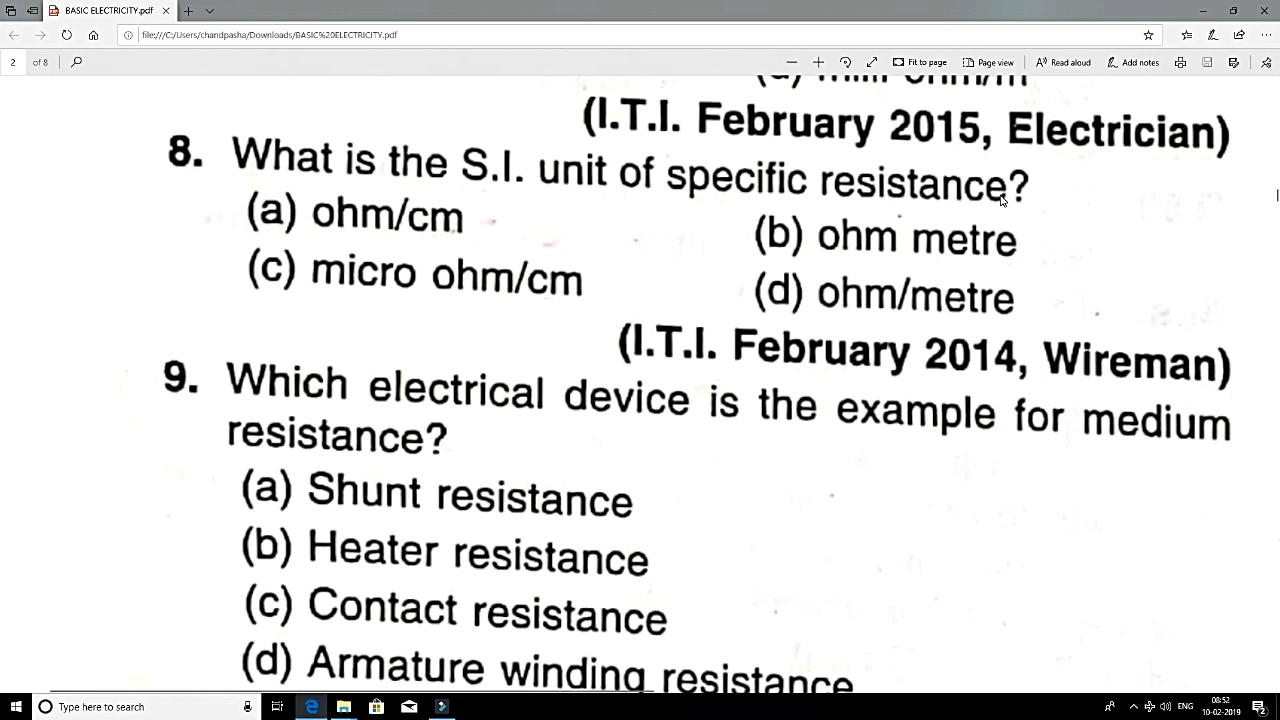 BASIC ELECTRICITY.pdf
file:///C:/Users/chandpasha/Downloads/BASIC%20ELECTRICITY.pdf
2 of 8 Fit to page Page view Read aloud Add notes
(I.T.I. February 2015, Electrician)
8. What is the S.I. unit of specific resistance?
(a) ohm/cm (b) ohm metre
(c) micro ohm/cm (d) ohm/metre
(I.T.I. February 2014, Wireman)
9. Which electrical device is the example for medium
resistance?
(a) Shunt resistance
(b) Heater resistance
(c) Contact resistance
(d) Armature winding resistance
Type here to search ENG 08:52
10-02-2019